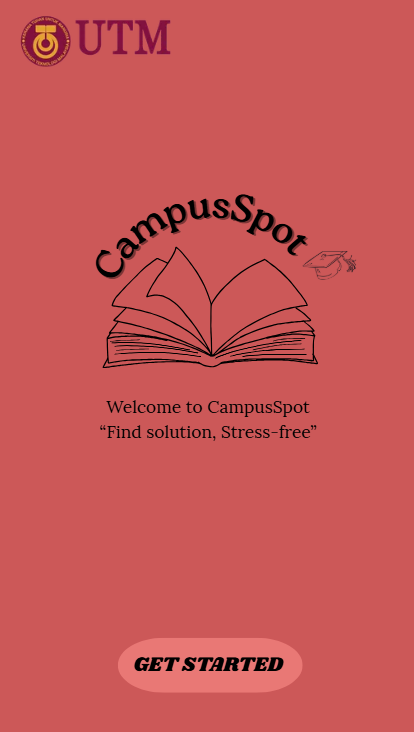 UTM
CampusSpot
Welcome to CampusSpot
“Find solution, Stress-free”
GET STARTED